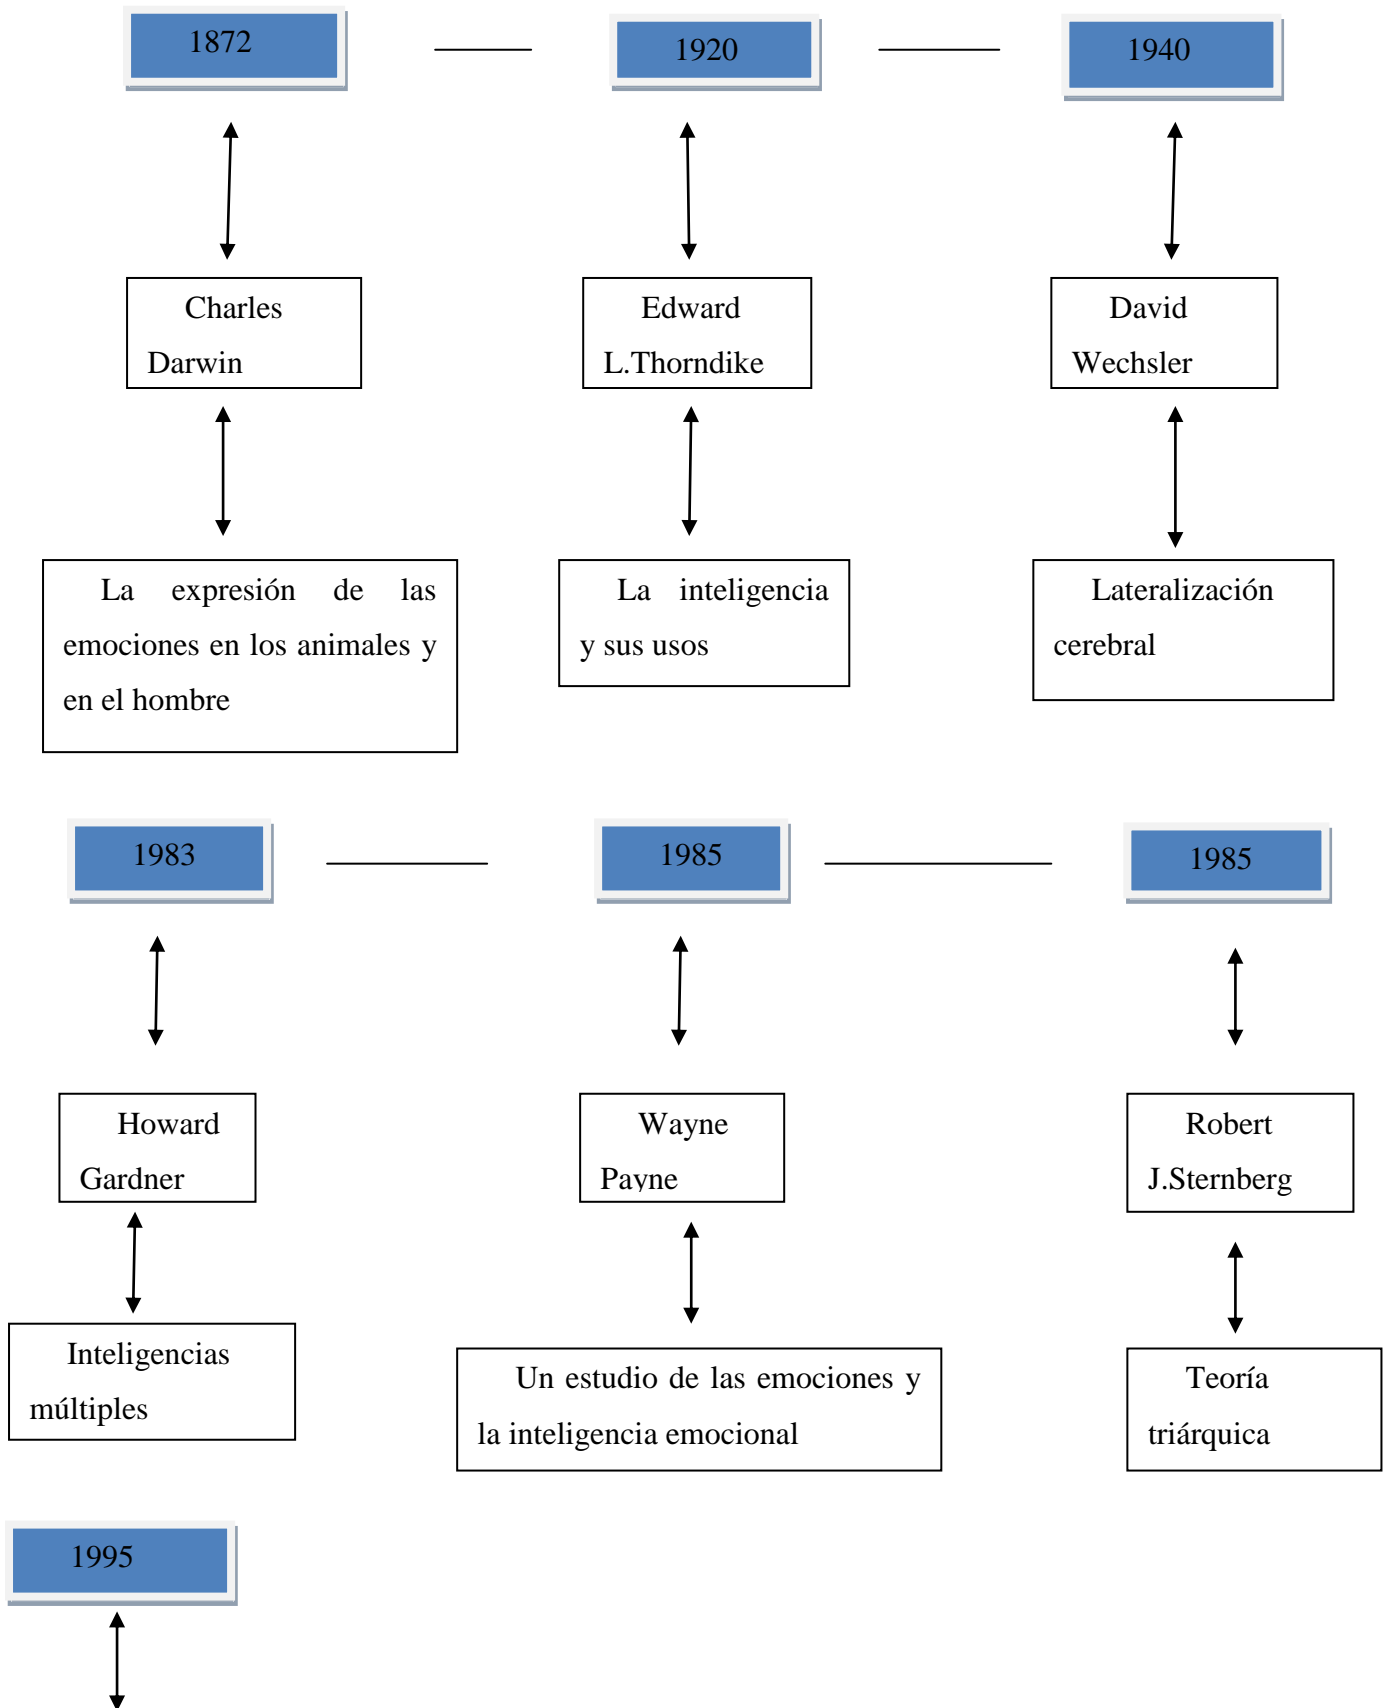 1872
1920
1940
Charles
Darwin
Edward
L.Thorndike
David
Wechsler
La expresión de las
emociones en los animales y
en el hombre
La inteligencia
y sus usos
Lateralización
cerebral
1983
1985
1985
Howard
Gardner
Wayne
Payne
Robert
J.Sternberg
Inteligencias
múltiples
Un estudio de las emociones y
la inteligencia emocional
Teoría
triárquica
1995